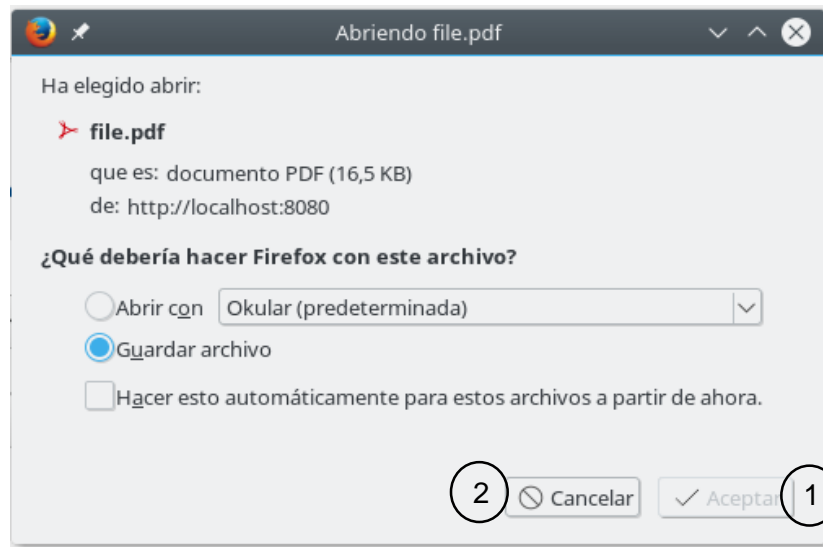 Abriendo file.pdf
Ha elegido abrir:
file.pdf
que es: documento PDF (16,5 KB)
de: http://localhost:8080
¿Qué debería hacer Firefox con este archivo?
Abrir con Okular (predeterminada)
Guardar archivo
Hacer esto automáticamente para estos archivos a partir de ahora.
2 Cancelar Aceptar 1